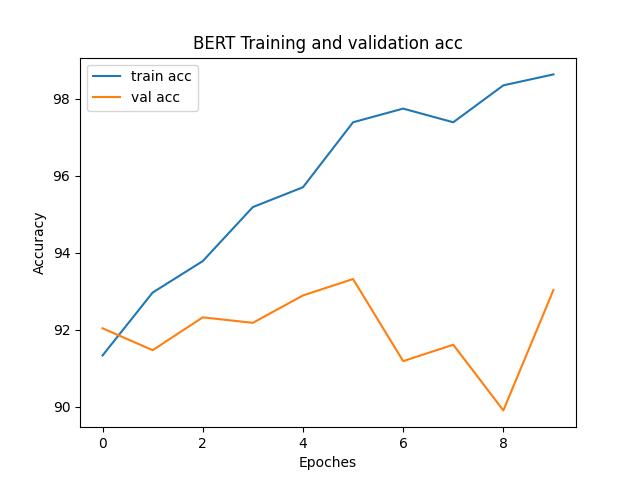 BERT Training and validation acc
train acc
val acc
98
96
94
92
90
Accuracy
0
2
4
6
8
Epoches